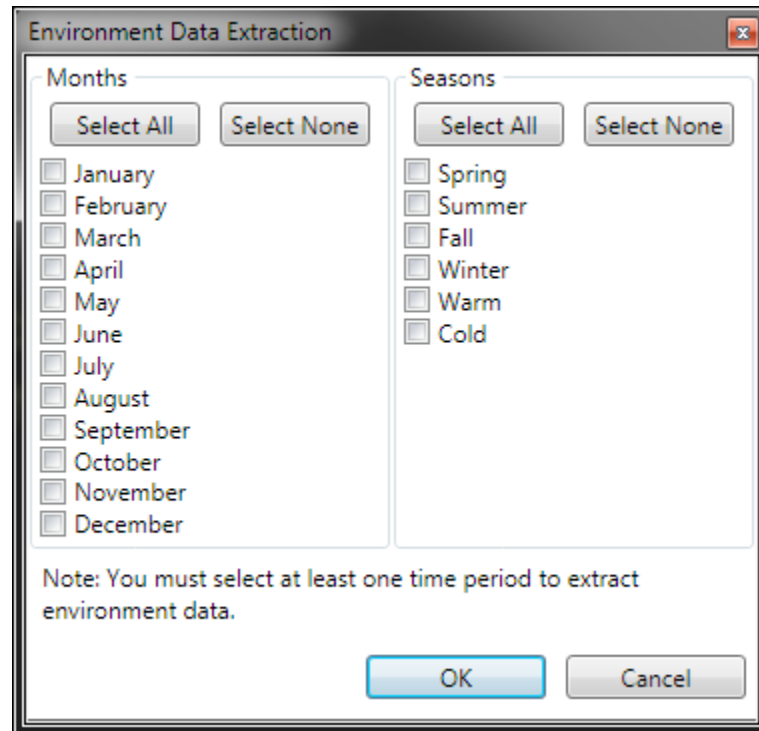 Environment Data Extraction
Months
Select All
Select None
January
February
March
April
May
June
July
August
September
October
November
December
Seasons
Select All
Select None
Spring
Summer
Fall
Winter
Warm
Cold
Note: You must select at least one time period to extract
environment data.
OK
Cancel